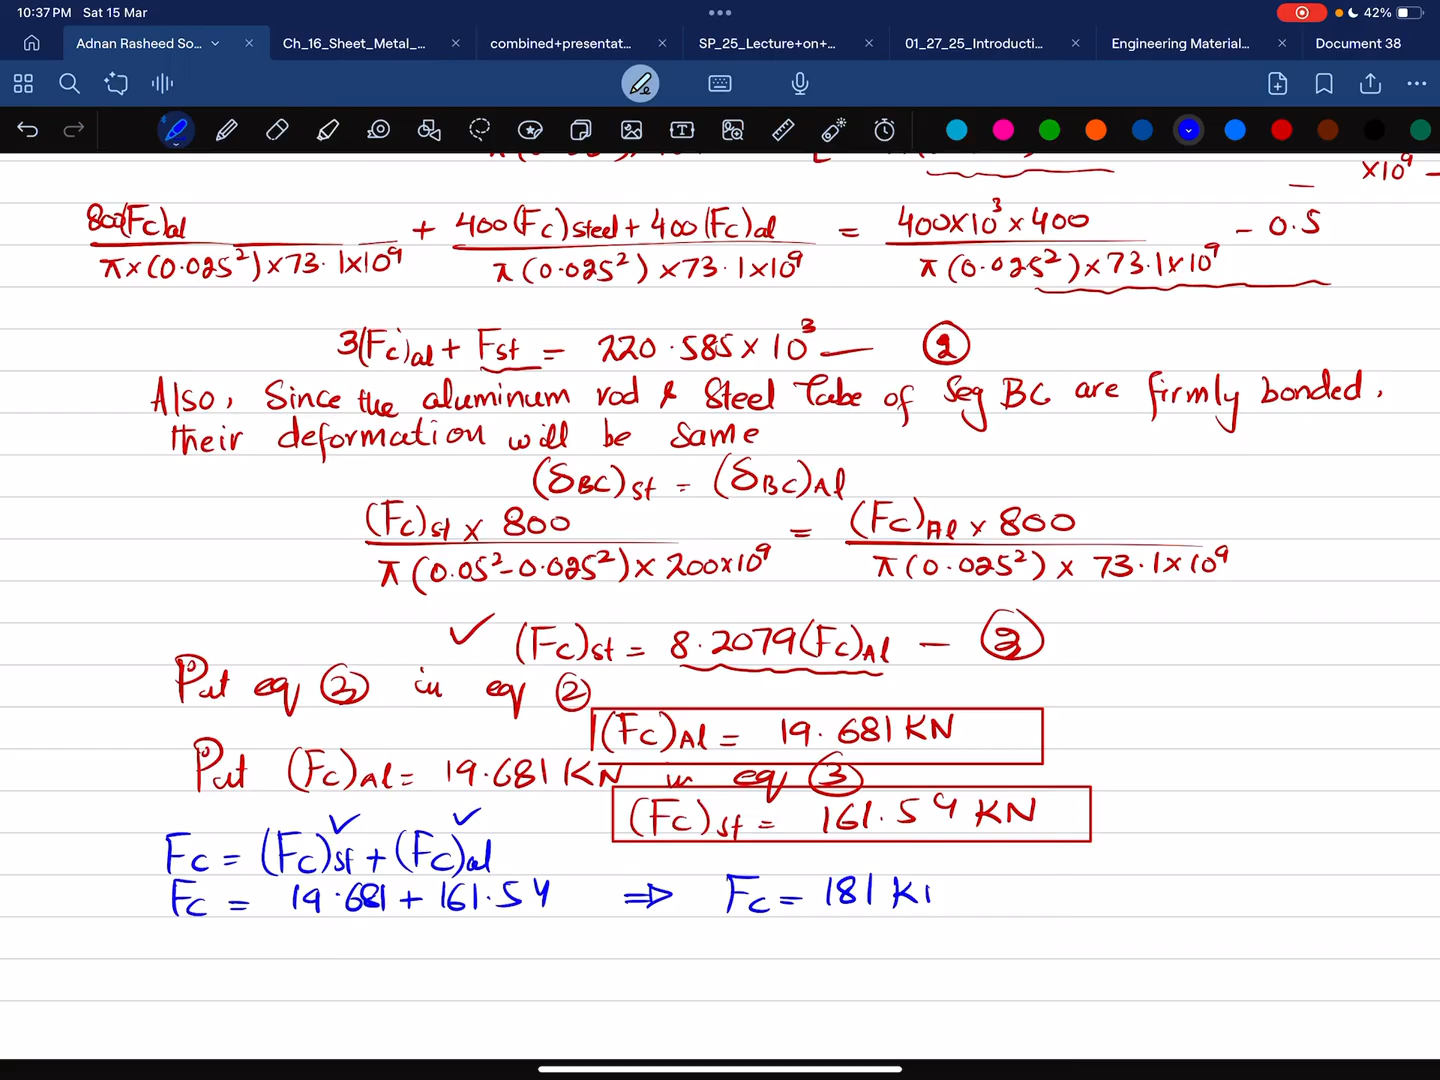 10:37 PM Sat 15 Mar 42%
Adnan Rasheed So... Ch_16_Sheet_Metal_... combined+presentat... SP_25_Lecture+on+... 01_27_25_Introducti... Engineering Material... Document 38
×10⁹ –
800(Fc)al / π×(0.025²)×73.1×10⁹ + 400(Fc)steel + 400(Fc)al / π(0.025²)×73.1×10⁹ = 400×10³×400 / π(0.025²)×73.1×10⁹ - 0.5
3(Fc)al + Fst = 220.585×10³ — ②
Also, Since the aluminum rod & Steel Tube of Seg BC are firmly bonded,
their deformation will be same
(δBC)st = (δBC)Al
(Fc)st × 800 / π(0.05²-0.025²)×200×10⁹ = (Fc)Al × 800 / π(0.025²) × 73.1×10⁹
✓ (Fc)st = 8.2079(Fc)Al — ③
Put eq ③ in eq ②
(Fc)Al = 19.681 KN
Put (Fc)Al = 19.681 KN in eq ③
(Fc)st = 161.54 KN
Fc = (Fc)st + (Fc)al
Fc = 19.681 + 161.54 ⇒ Fc = 181 K